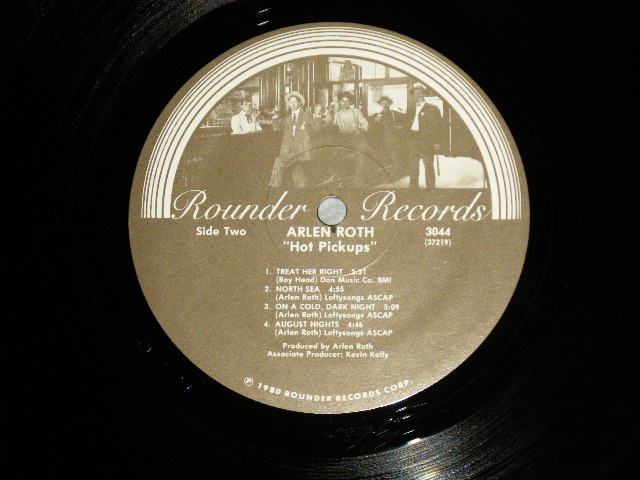 Rounder Records
Side Two
ARLEN ROTH
3044
"Hot Pickups"
(37219)
1. TREAT HER RIGHT 3:31
(Roy Head) Don Music Co. BMI
2. NORTH SEA 4:55
(Arlen Roth) Loftysongs ASCAP
3. ON A COLD, DARK NIGHT 5:09
(Arlen Roth) Loftysongs ASCAP
4. AUGUST NIGHTS 4:46
(Arlen Roth) Loftysongs ASCAP
Produced by Arlen Roth
Associate Producer: Kevin Kelly
℗ 1980 ROUNDER RECORDS CORP.